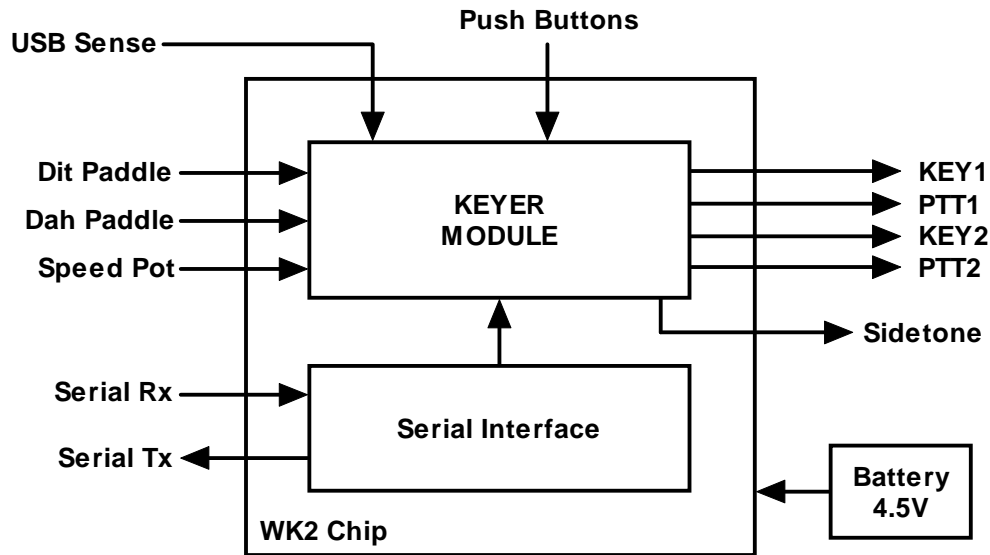 Push Buttons
USB Sense
Dit Paddle
Dah Paddle
Speed Pot
KEYER
MODULE
KEY1
PTT1
KEY2
PTT2
Sidetone
Serial Rx
Serial Tx
Serial Interface
Battery
4.5V
WK2 Chip